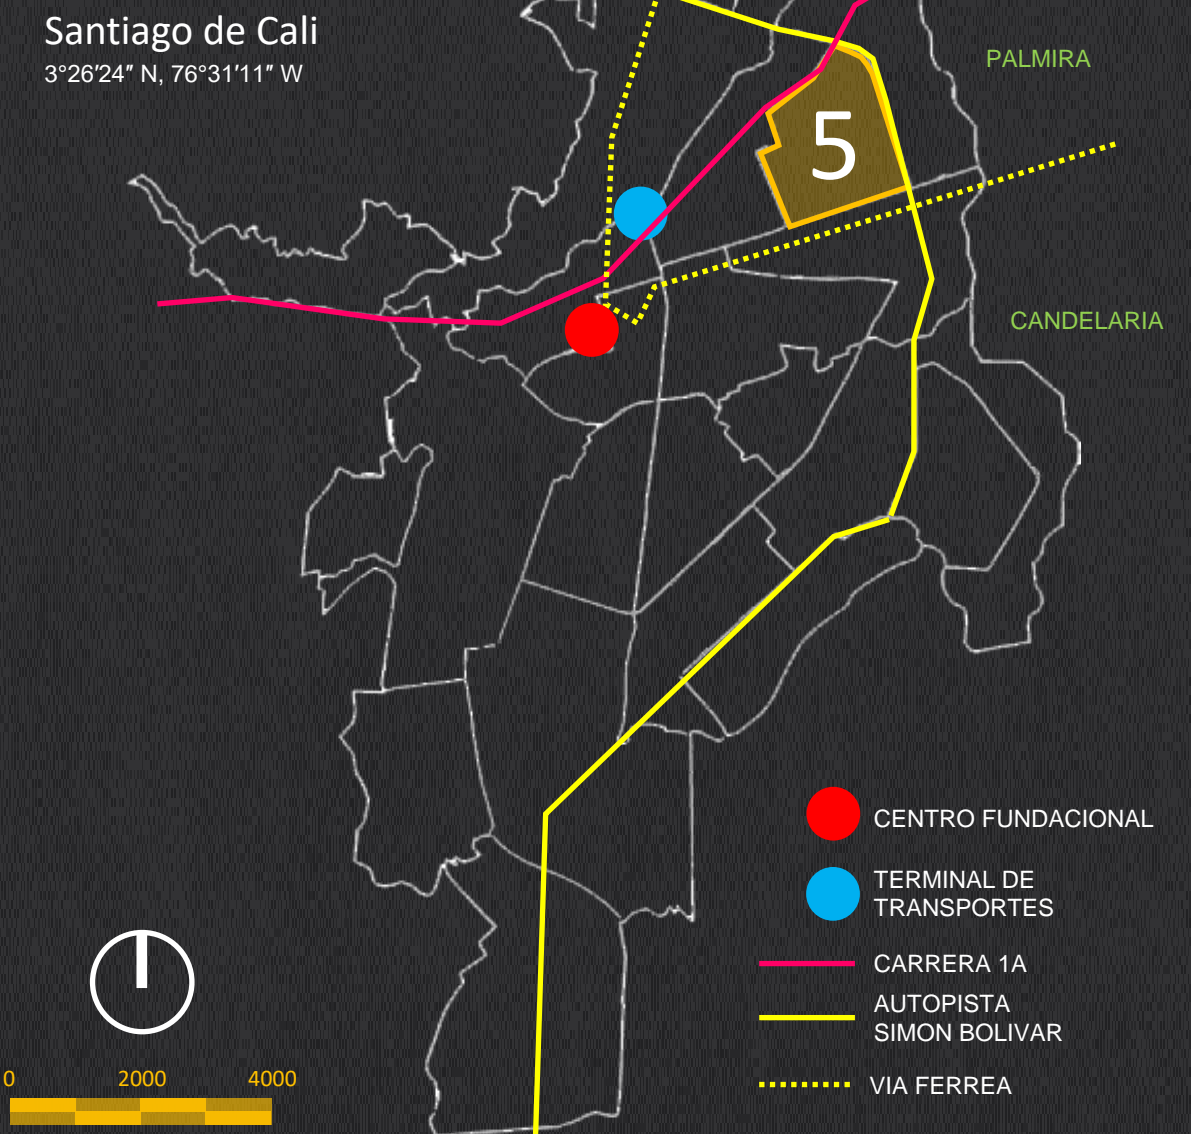 Santiago de Cali
3°26′24″ N, 76°31′11″ W
PALMIRA
5
CANDELARIA
CENTRO FUNDACIONAL
TERMINAL DE
TRANSPORTES
CARRERA 1A
AUTOPISTA
SIMON BOLIVAR
VIA FERREA
0 2000 4000